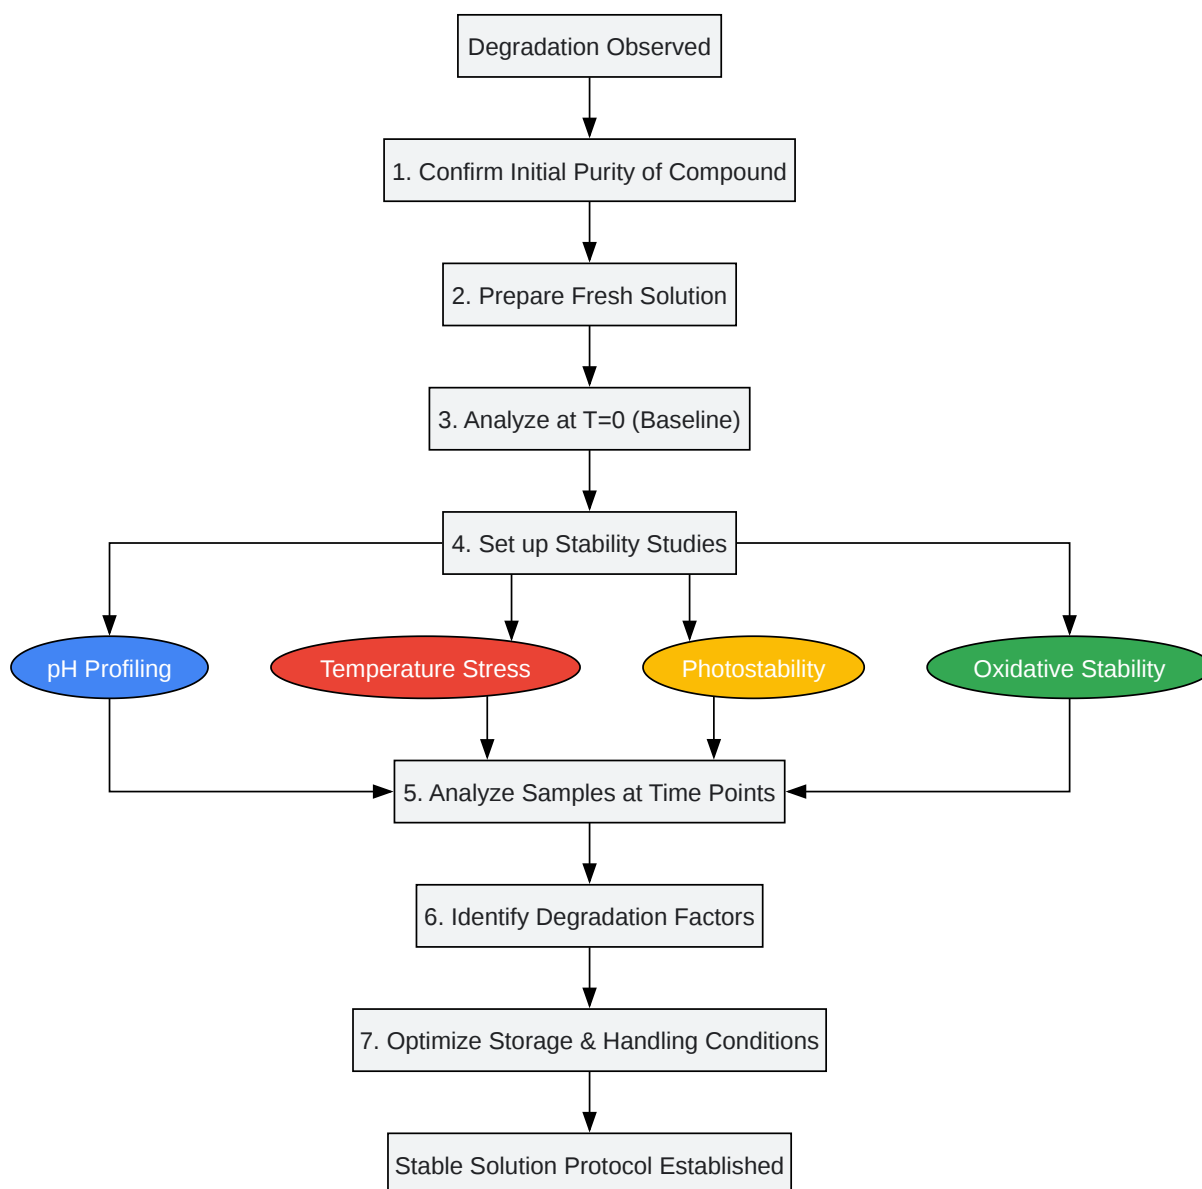 Degradation Observed
1. Confirm Initial Purity of Compound
2. Prepare Fresh Solution
3. Analyze at T=0 (Baseline)
4. Set up Stability Studies
pH Profiling
Temperature Stress
Photostability
Oxidative Stability
5. Analyze Samples at Time Points
6. Identify Degradation Factors
7. Optimize Storage & Handling Conditions
Stable Solution Protocol Established